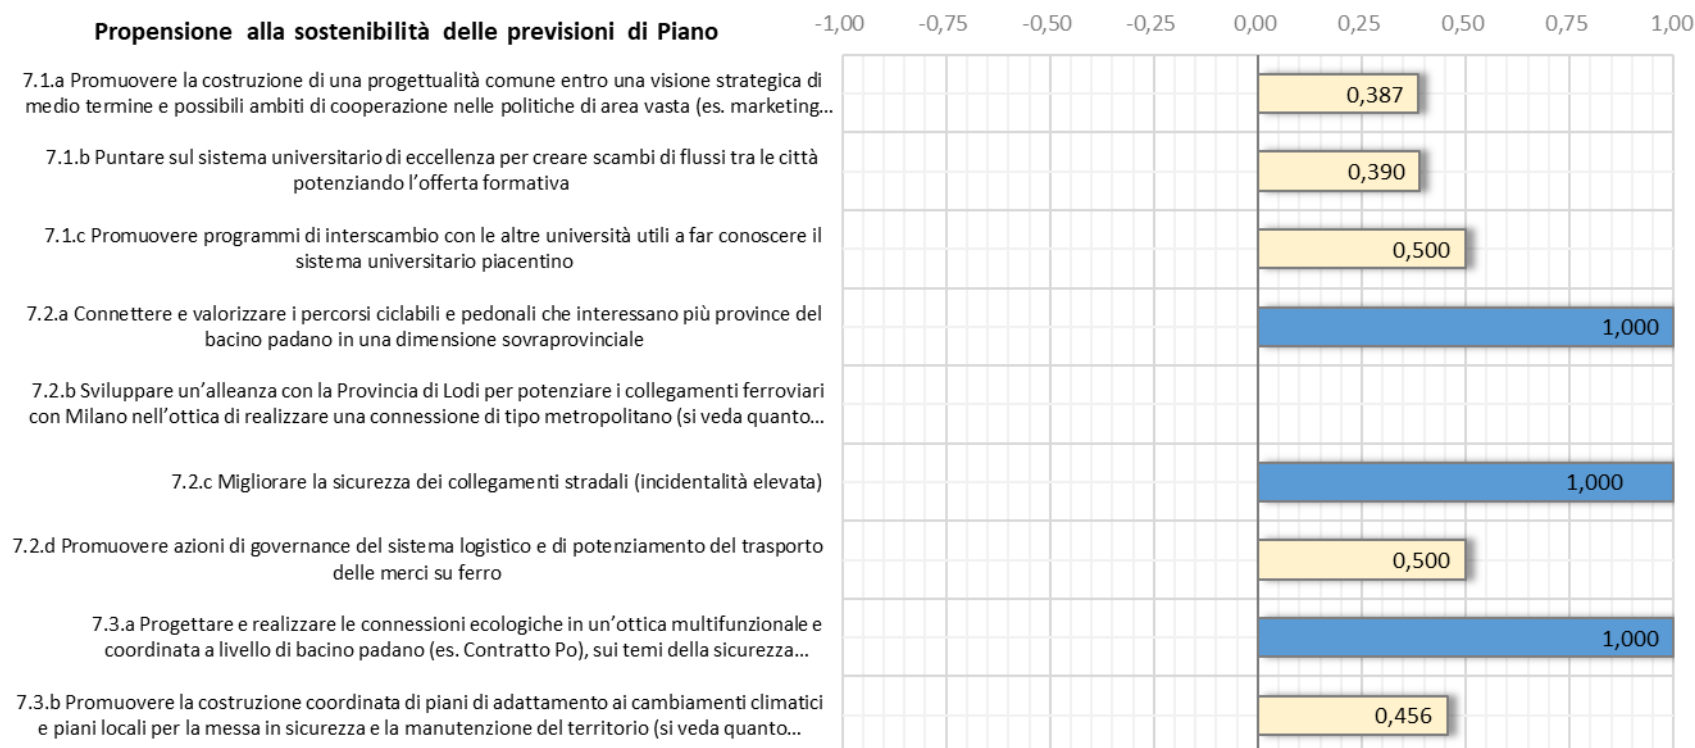 Propensione alla sostenibilità delle previsioni di Piano
-1,00 -0,75 -0,50 -0,25 0,00 0,25 0,50 0,75 1,00
7.1.a Promuovere la costruzione di una progettualità comune entro una visione strategica di
medio termine e possibili ambiti di cooperazione nelle politiche di area vasta (es. marketing...
0,387
7.1.b Puntare sul sistema universitario di eccellenza per creare scambi di flussi tra le città
potenziando l’offerta formativa
0,390
7.1.c Promuovere programmi di interscambio con le altre università utili a far conoscere il
sistema universitario piacentino
0,500
7.2.a Connettere e valorizzare i percorsi ciclabili e pedonali che interessano più province del
bacino padano in una dimensione sovraprovinciale
1,000
7.2.b Sviluppare un’alleanza con la Provincia di Lodi per potenziare i collegamenti ferroviari
con Milano nell’ottica di realizzare una connessione di tipo metropolitano (si veda quanto...
7.2.c Migliorare la sicurezza dei collegamenti stradali (incidentalità elevata)
1,000
7.2.d Promuovere azioni di governance del sistema logistico e di potenziamento del trasporto
delle merci su ferro
0,500
7.3.a Progettare e realizzare le connessioni ecologiche in un’ottica multifunzionale e
coordinata a livello di bacino padano (es. Contratto Po), sui temi della sicurezza...
1,000
7.3.b Promuovere la costruzione coordinata di piani di adattamento ai cambiamenti climatici
e piani locali per la messa in sicurezza e la manutenzione del territorio (si veda quanto...
0,456